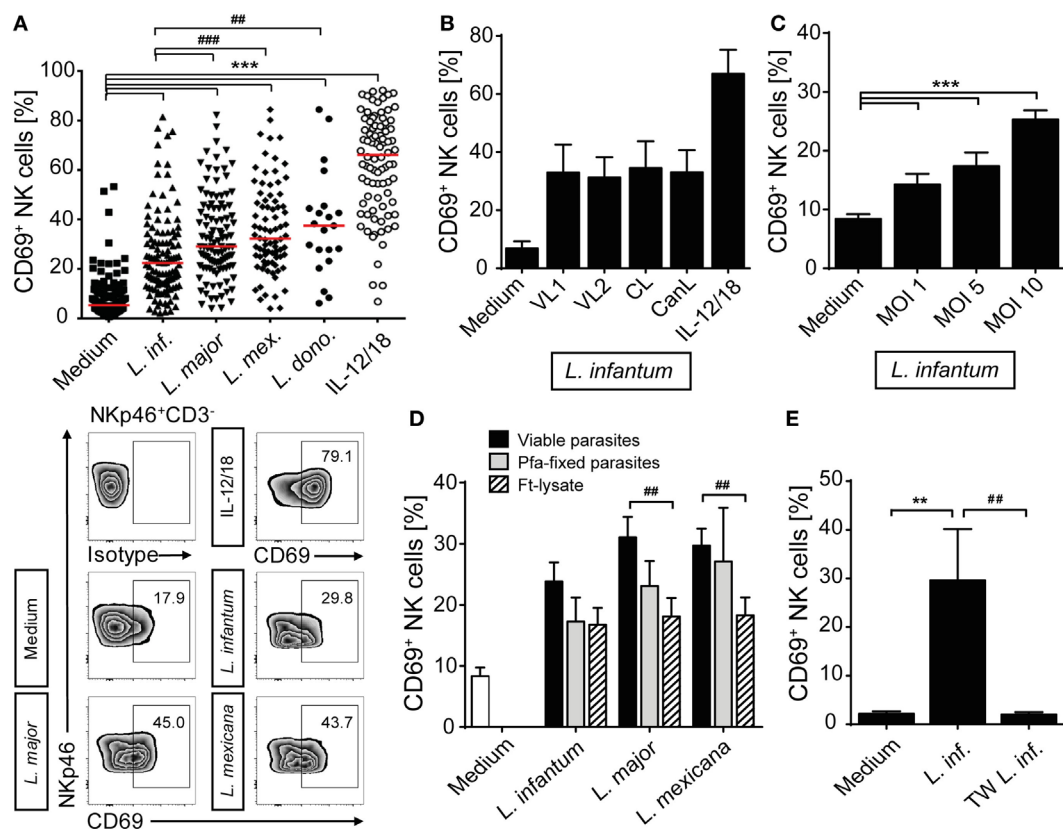 A
##
###
***
CD69+ NK cells [%]
100
80
60
40
20
0
Medium
L. inf.
L. major
L. mex.
L. dono.
IL-12/18
B
CD69+ NK cells [%]
80
60
40
20
0
Medium
VL1
VL2
CL
CanL
IL-12/18
L. infantum
C
***
CD69+ NK cells [%]
40
30
20
10
0
Medium
MOI 1
MOI 5
MOI 10
L. infantum
NKp46+CD3-
Isotype
IL-12/18
79.1
CD69
Medium
17.9
L. infantum
29.8
L. major
45.0
L. mexicana
43.7
NKp46
CD69
D
Viable parasites
Pfa-fixed parasites
Ft-lysate
##
##
CD69+ NK cells [%]
40
30
20
10
0
Medium
L. infantum
L. major
L. mexicana
E
**
##
CD69+ NK cells [%]
50
40
30
20
10
0
Medium
L. inf.
TW L. inf.